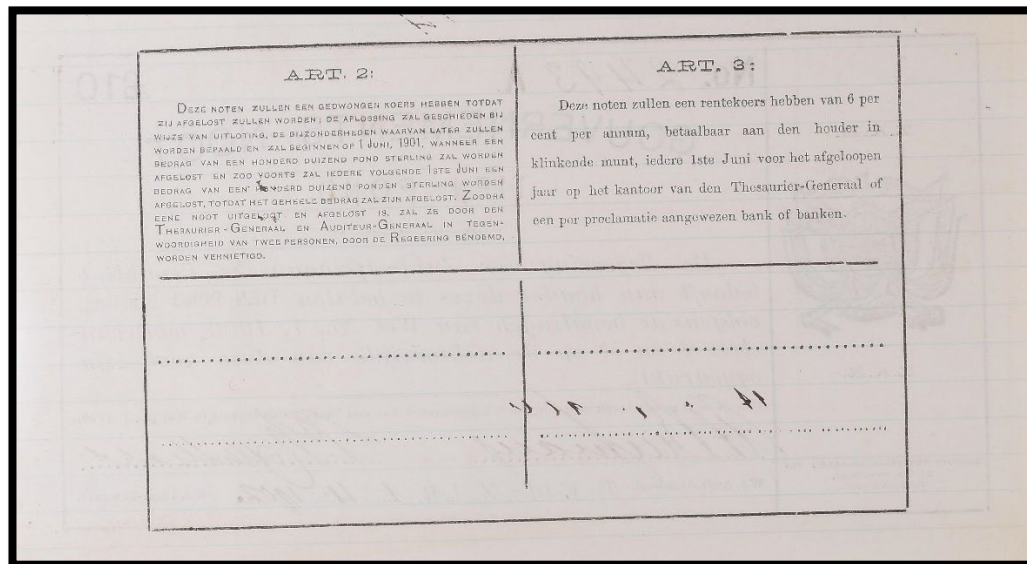 ART. 2:
DEZE NOTEN ZULLEN EEN GEDWONGEN KOERS HEBBEN TOTDAT
ZIJ AFGELOST ZULLEN WORDEN; DE AFLOSSING ZAL GESCHIEDEN BIJ
WIJZE VAN UITLOTING, DE BIJZONDERHEDEN WAARVAN LATER ZULLEN
WORDEN BEPAALD EN ZAL BEGINNEN OP 1 JUNI, 1901, WANNEER EEN
BEDRAG VAN EEN HONDERD DUIZEND POND STERLING ZAL WORDEN
AFGELOST EN ZOO VOORTS ZAL IEDERE VOLGENDE 1STE JUNI EEN
BEDRAG VAN EEN HONDERD DUIZEND PONDEN STERLING WORDEN
AFGELOST, TOTDAT HET GEHEELE BEDRAG ZAL ZIJN AFGELOST. ZOODRA
EENE NOOT UITGELOOT EN AFGELOST IS, ZAL ZE DOOR DEN
THESAURIER-GENERAAL EN AUDITEUR-GENERAAL IN TEGEN-
WOORDIGHEID VAN TWEE PERSONEN, DOOR DE REGEERING BENOEMD,
WORDEN VERNIETIGD.
ART. 3:
Deze noten zullen een rentekoers hebben van 6 per
cent per annum, betaalbaar aan den houder in
klinkende munt, iedere 1ste Juni voor het afgeloopen
jaar op het kantoor van den Thesaurier-Generaal of
een per proclamatie aangewezen bank of banken.